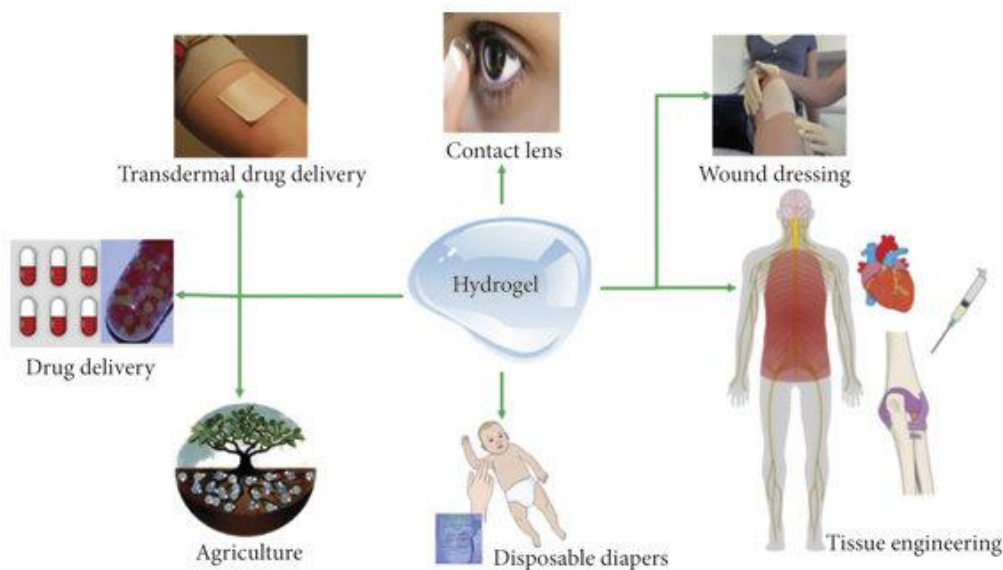 Contact lens
Transdermal drug delivery
Wound dressing
Hydrogel
Drug delivery
Agriculture
Disposable diapers
Tissue engineering